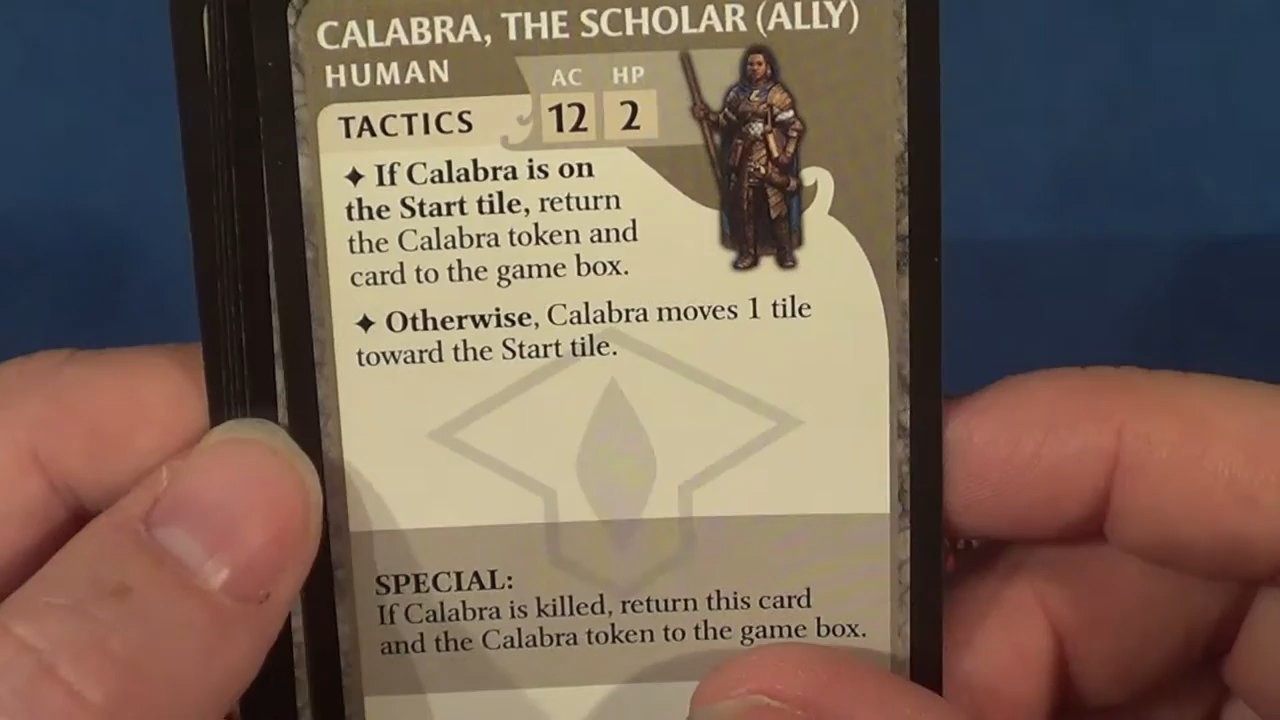 CALABRA, THE SCHOLAR (ALLY)
HUMAN
AC HP
TACTICS
12 2
✦ If Calabra is on
the Start tile, return
the Calabra token and
card to the game box.
✦ Otherwise, Calabra moves 1 tile
toward the Start tile.
SPECIAL:
If Calabra is killed, return this card
and the Calabra token to the game box.